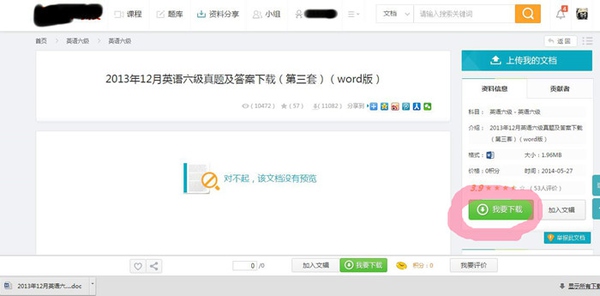 课程
题库
资料分享
小组
文档
请输入搜索关键词
4
首页
英语六级
英语六级
返回
2013年12月英语六级真题及答案下载（第三套）（word版）
(10472)
(57)
(11082)
分享到
对不起，该文档没有预览
上传我的文档
资料信息
贡献者
科目：英语六级 - 英语六级
介绍：2013年12月英语六级真题及答案下载
（第三套）（word版）
格式：
大小：1.96MB
价格：0积分
时间：2014-05-27
3.9
(53人评价)
我要下载
加入文辑
举报此文档
0
/0
加入文辑
我要下载
积分：0
我要评价
2013年12月英语六....doc
显示所有下载